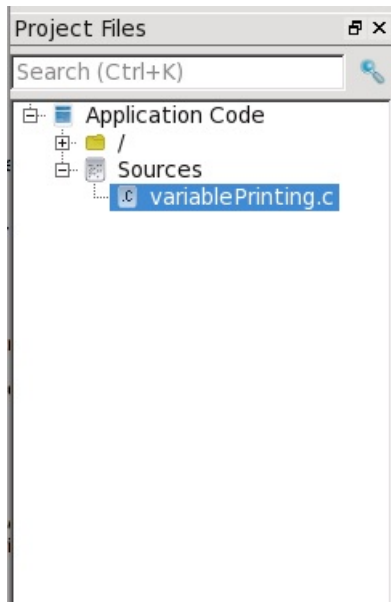 Project Files
Search (Ctrl+K)
Application Code
/
Sources
.c variablePrinting.c